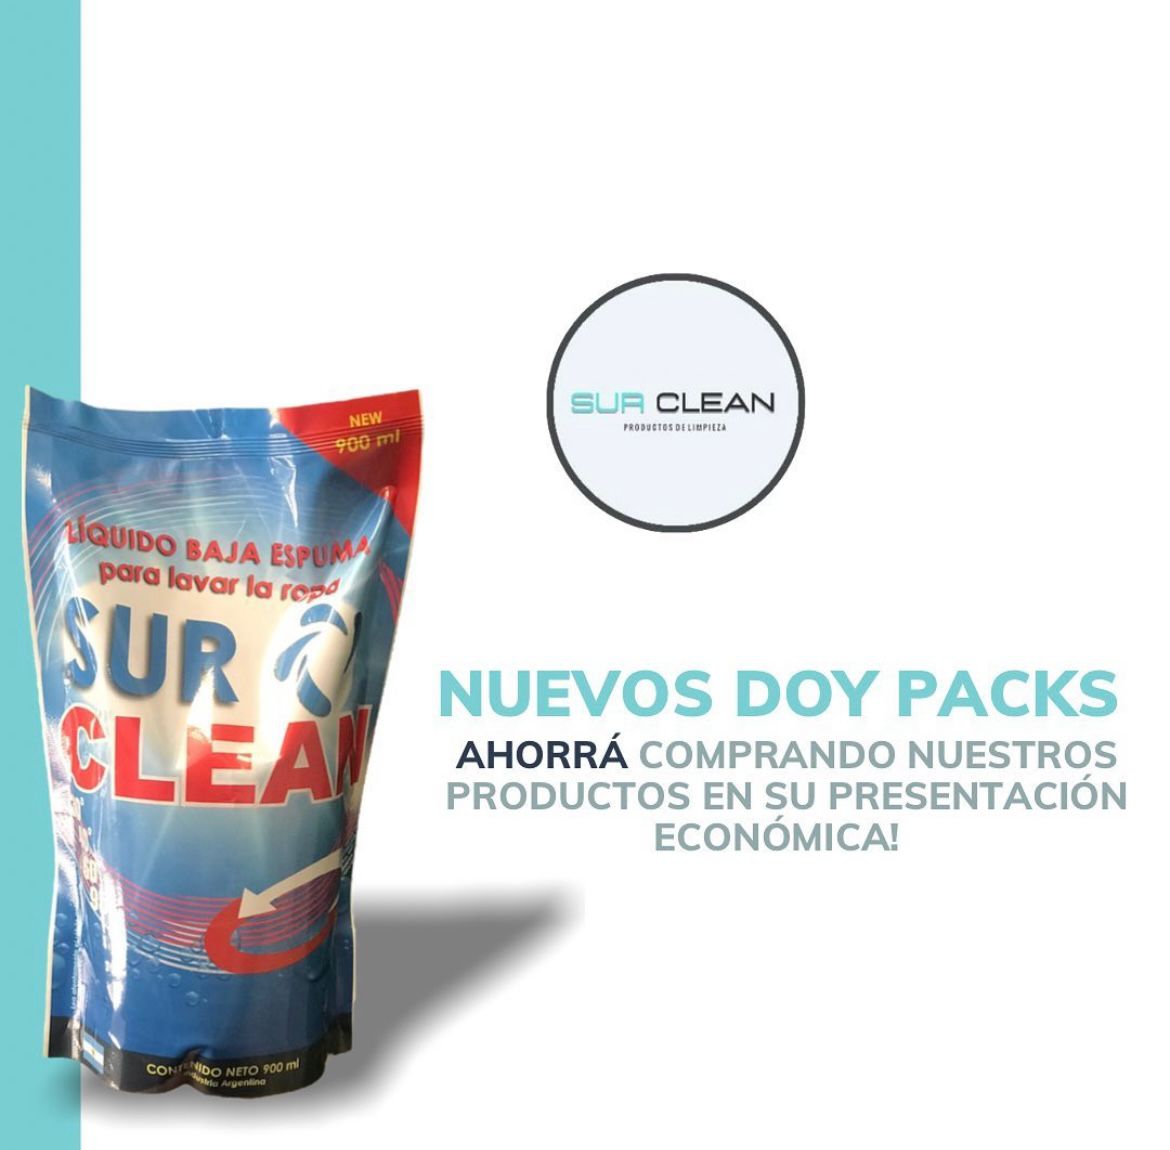 SUR CLEAN
PRODUCTOS DE LIMPIEZA
NEW
900 ml
LÍQUIDO BAJA ESPUMA
para lavar la ropa
SUR
CLEAN
NUEVOS DOY PACKS
AHORRÁ COMPRANDO NUESTROS
PRODUCTOS EN SU PRESENTACIÓN
ECONÓMICA!
CONTENIDO NETO 900 ml
Industria Argentina